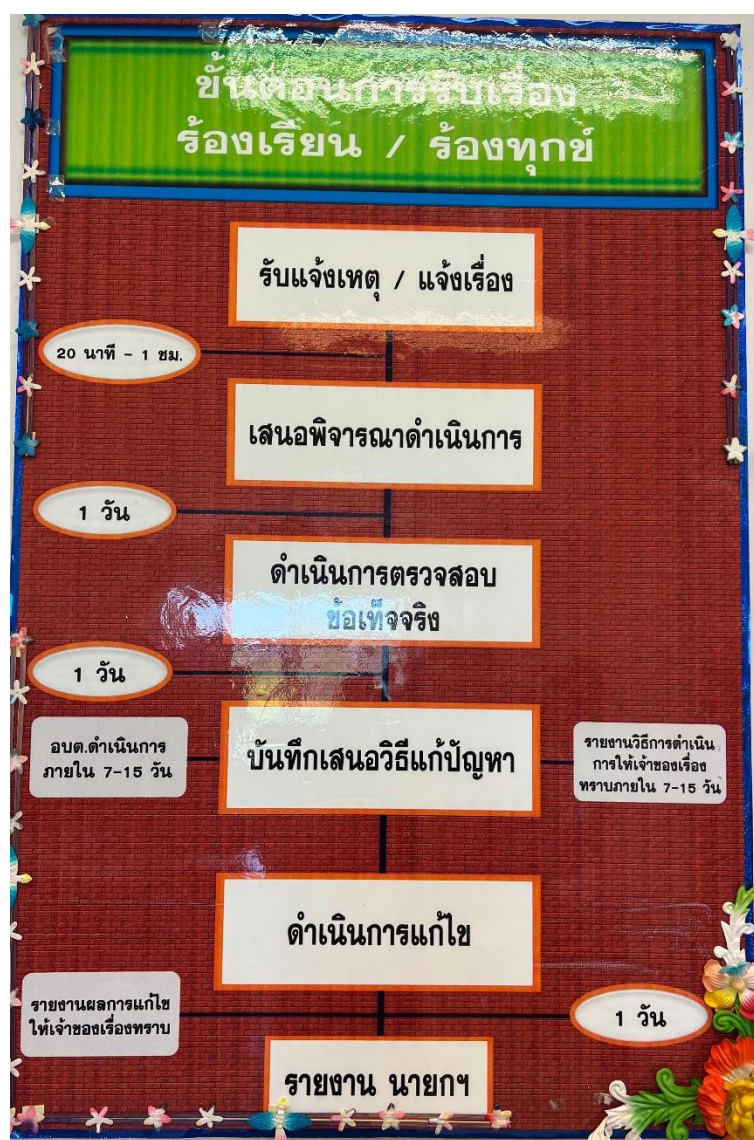 ขั้นตอนการรับเรื่อง
ร้องเรียน / ร้องทุกข์
รับแจ้งเหตุ / แจ้งเรื่อง
20 นาที - 1 ชม.
เสนอพิจารณาดำเนินการ
1 วัน
ดำเนินการตรวจสอบ
ข้อเท็จจริง
1 วัน
อบต.ดำเนินการ
ภายใน 7-15 วัน
บันทึกเสนอวิธีแก้ปัญหา
รายงานวิธีการดำเนิน
การให้เจ้าของเรื่อง
ทราบภายใน 7-15 วัน
ดำเนินการแก้ไข
รายงานผลการแก้ไข
ให้เจ้าของเรื่องทราบ
1 วัน
รายงาน นายกฯ